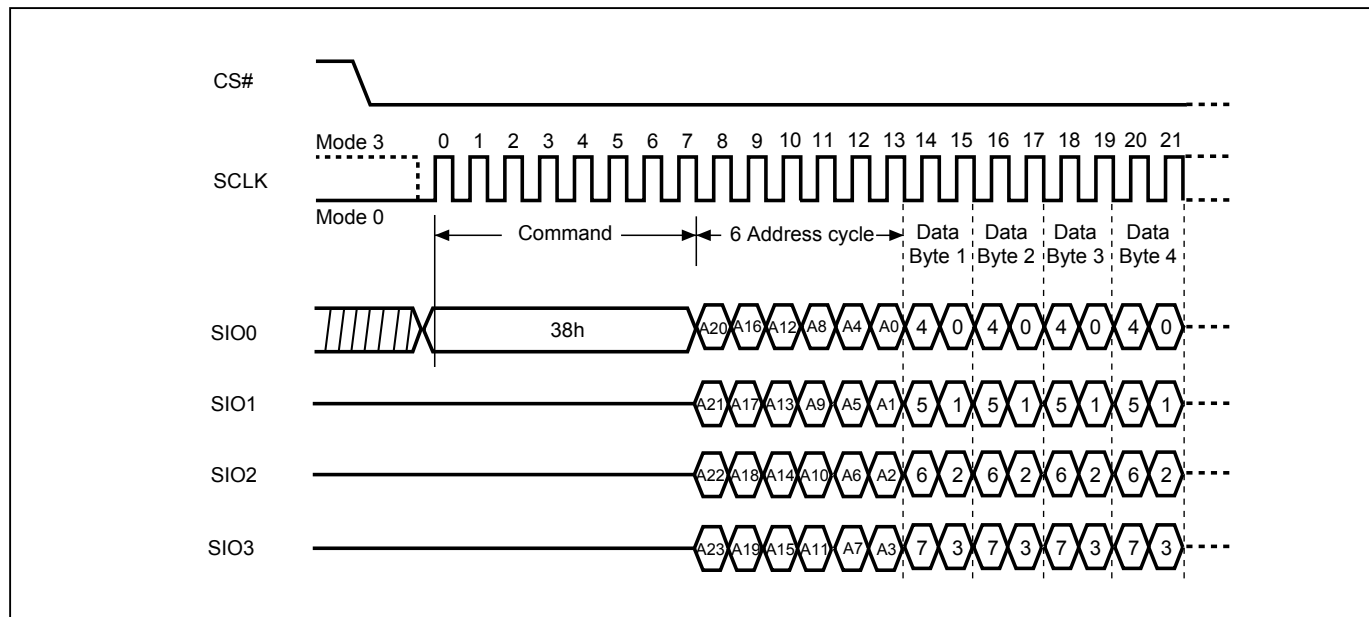 CS#
Mode 3
0 1 2 3 4 5 6 7 8 9 10 11 12 13 14 15 16 17 18 19 20 21
SCLK
Mode 0
Command
6 Address cycle
Data Byte 1
Data Byte 2
Data Byte 3
Data Byte 4
SIO0
38h
A20 A16 A12 A8 A4 A0 4 0 4 0 4 0 4 0
SIO1
A21 A17 A13 A9 A5 A1 5 1 5 1 5 1 5 1
SIO2
A22 A18 A14 A10 A6 A2 6 2 6 2 6 2 6 2
SIO3
A23 A19 A15 A11 A7 A3 7 3 7 3 7 3 7 3